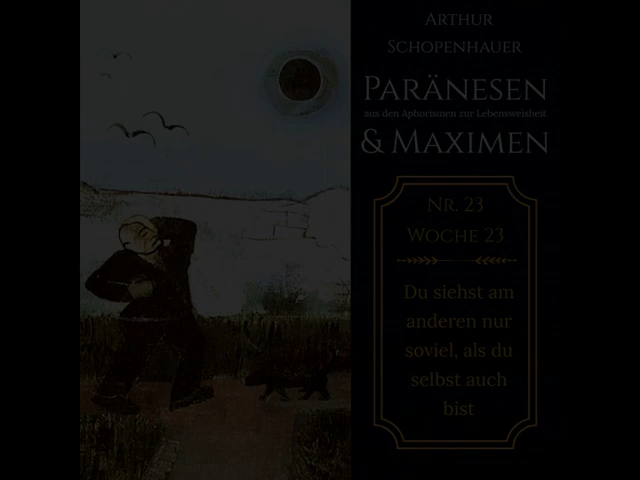 Arthur
Schopenhauer
Paränesen
aus den Aphorismen zur Lebensweisheit
& Maximen
Nr. 23
Woche 23
Du siehst am
anderen nur
soviel, als du
selbst auch
bist